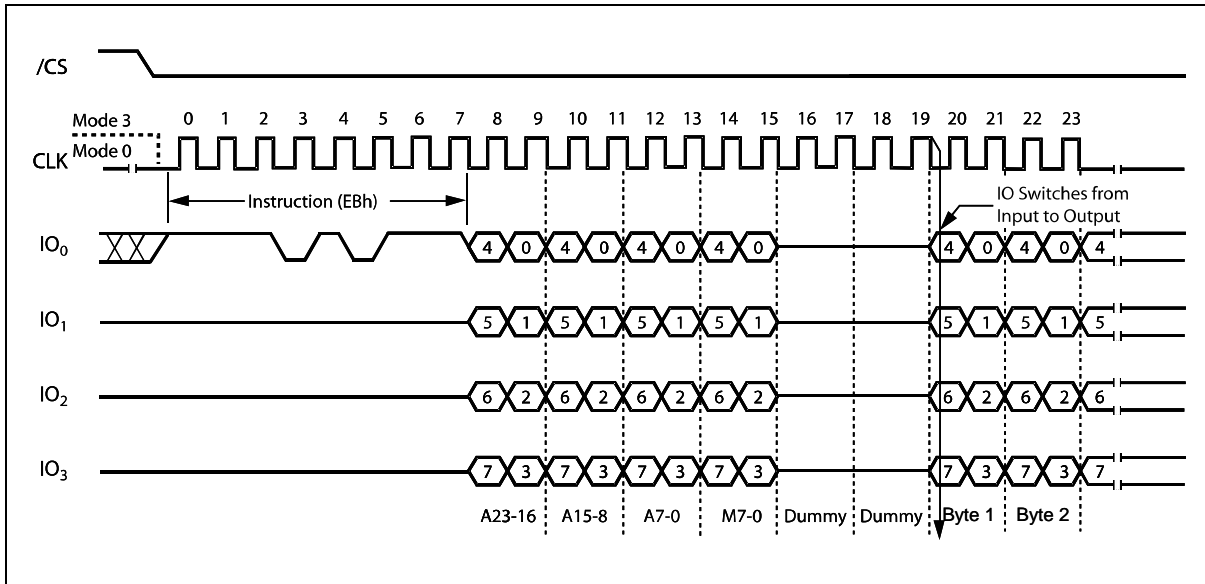 /CS
Mode 3
0 1 2 3 4 5 6 7 8 9 10 11 12 13 14 15 16 17 18 19 20 21 22 23
Mode 0
CLK
Instruction (EBh)
IO Switches from
Input to Output
IO0 4 0 4 0 4 0 4 0 4 0 4 0 4
IO1 5 1 5 1 5 1 5 1 5 1 5 1 5
IO2 6 2 6 2 6 2 6 2 6 2 6 2 6
IO3 7 3 7 3 7 3 7 3 7 3 7 3 7
A23-16 A15-8 A7-0 M7-0 Dummy Dummy Byte 1 Byte 2